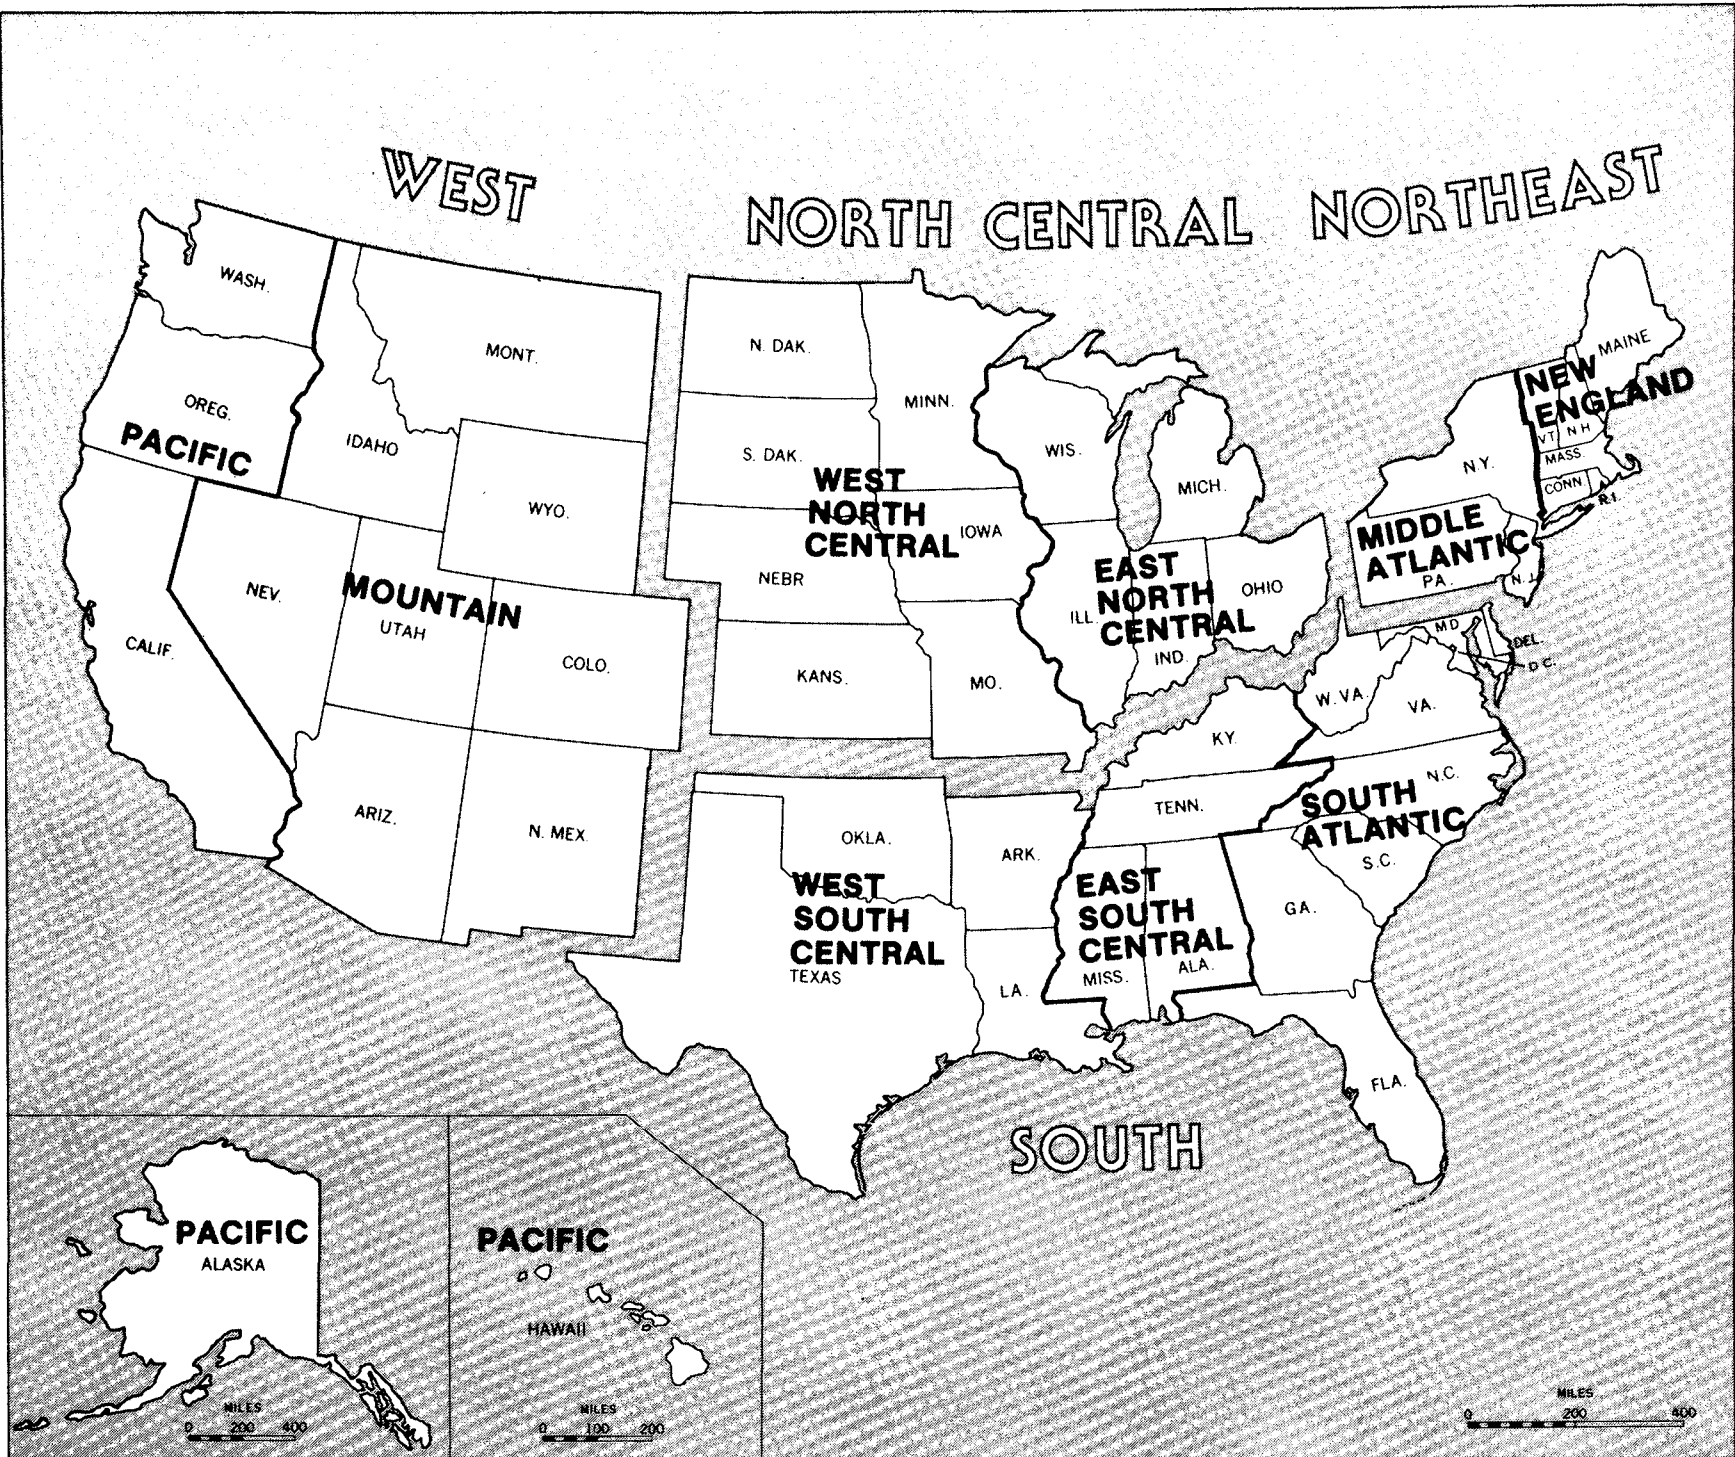 WEST
NORTH CENTRAL
NORTHEAST
WASH.
MONT.
OREG.
PACIFIC
IDAHO
WYO.
NEV.
MOUNTAIN
UTAH
CALIF.
COLO.
ARIZ.
N. MEX.
N. DAK.
MINN.
S. DAK.
WEST
NORTH
CENTRAL
IOWA
NEBR
KANS.
MO.
WIS.
MICH.
EAST
NORTH
CENTRAL
ILL.
IND.
OHIO
MAINE
NEW
ENGLAND
VT.
N H
MASS.
CONN.
R.I.
N.Y.
MIDDLE
ATLANTIC
PA.
N.J.
MD
DEL.
D.C.
W. VA.
VA.
KY.
TENN.
N.C.
SOUTH
ATLANTIC
S.C.
GA.
FLA.
OKLA.
ARK.
WEST
SOUTH
CENTRAL
TEXAS
LA.
EAST
SOUTH
CENTRAL
MISS.
ALA.
SOUTH
PACIFIC
ALASKA
MILES
0 200 400
PACIFIC
HAWAII
MILES
0 100 200
MILES
0 200 400